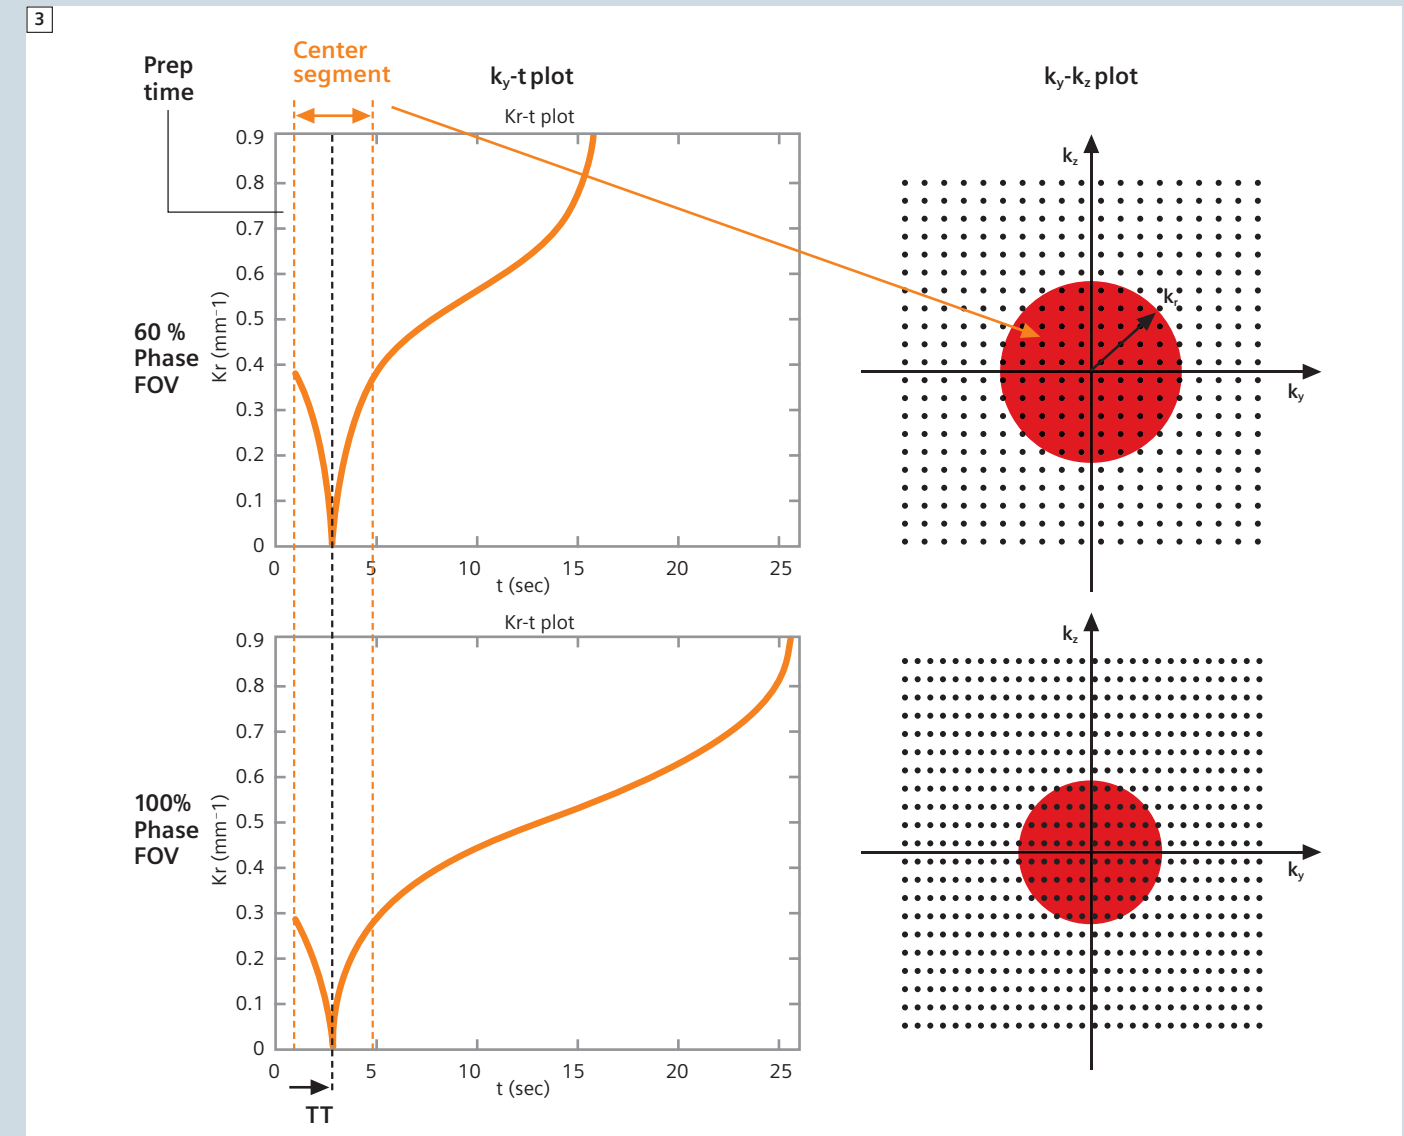 3
Prep
time
Center
segment
ky-t plot
ky-kz plot
Kr-t plot
60 %
Phase
FOV
Kr (mm⁻1)
0.9
0.8
0.7
0.6
0.5
0.4
0.3
0.2
0.1
0
0 5 10 15 20 25
t (sec)
kz
kr
ky
Kr-t plot
100%
Phase
FOV
Kr (mm⁻1)
0.9
0.8
0.7
0.6
0.5
0.4
0.3
0.2
0.1
0
0 5 10 15 20 25
t (sec)
TT
kz
ky